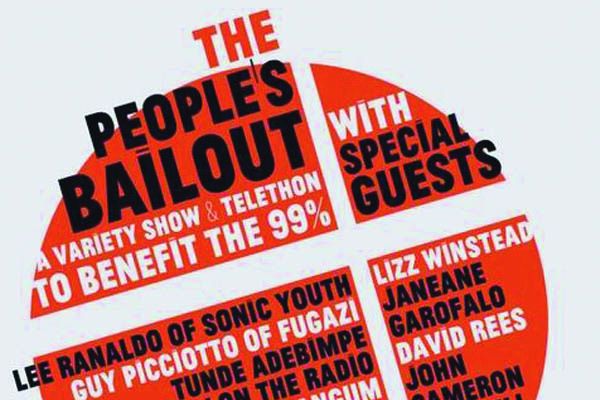 THE
PEOPLE'S
BAILOUT
A VARIETY SHOW & TELETHON
TO BENEFIT THE 99%
WITH
SPECIAL
GUESTS
LEE RANALDO OF SONIC YOUTH
GUY PICCIOTTO OF FUGAZI
TUNDE ADEBIMPE
ON THE RADIO
LIZZ WINSTEAD
JANEANE
GAROFALO
DAVID REES
JOHN
CAMERON